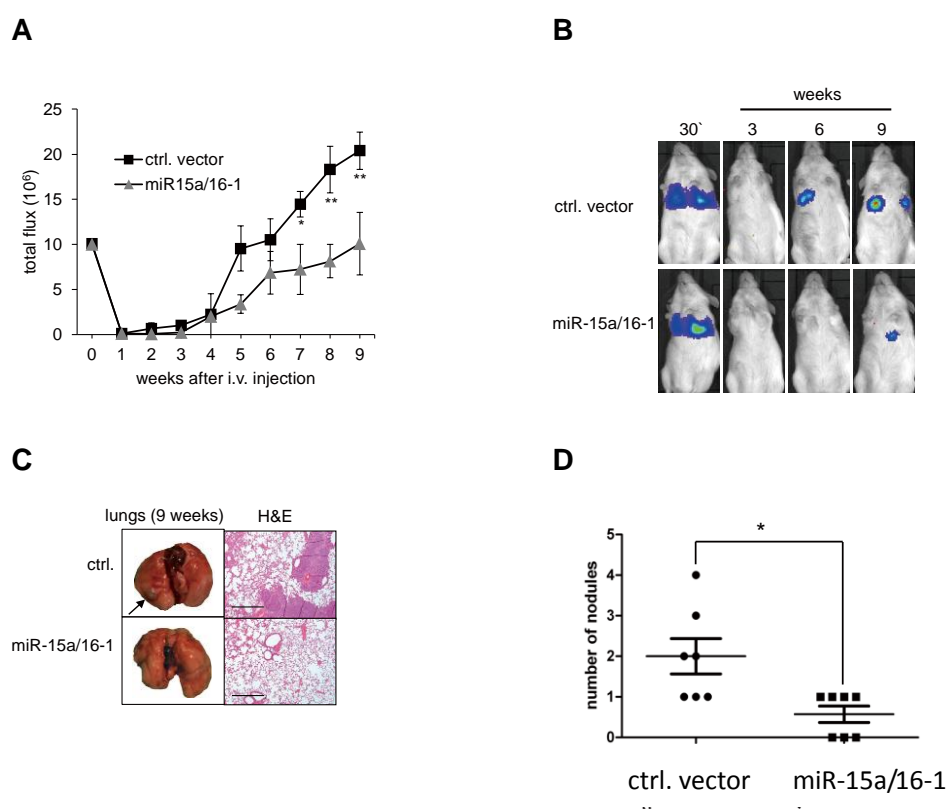 A
total flux (10⁶)
25
20
15
10
5
0
ctrl. vector
miR15a/16-1
*
**
**
0 1 2 3 4 5 6 7 8 9
weeks after i.v. injection
B
weeks
30` 3 6 9
ctrl. vector
miR-15a/16-1
C
lungs (9 weeks) H&E
ctrl.
miR-15a/16-1
D
*
number of nodules
5
4
3
2
1
0
ctrl. vector miR-15a/16-1